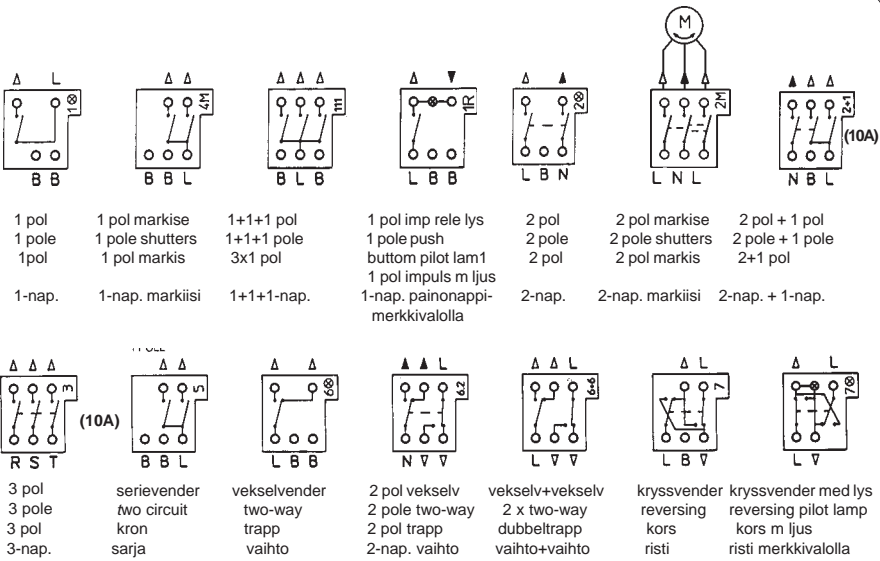 M
L
1⊗
4M
111
1R
2⊗
2M
2+1
(10A)
B B
B B L
B L B
L B B
L B N
L N L
N B L
1 pol 1 pol markise 1+1+1 pol 1 pol imp rele lys 2 pol 2 pol markise 2 pol + 1 pol
1 pole 1 pole shutters 1+1+1 pole 1 pole push 2 pole 2 pole shutters 2 pole + 1 pole
1pol 1 pol markis 3x1 pol buttom pilot lam1 2 pol 2 pol markis 2+1 pol
1 pol impuls m ljus
1-nap. 1-nap. markiisi 1+1+1-nap. 1-nap. painonappi- 2-nap. 2-nap. markiisi 2-nap. + 1-nap.
merkkivalolla
L
L
L
L
3
5
6⊗
6.2
6+6
7
7⊗
(10A)
R S T
B B L
L B B
N
L
L B
L
3 pol serievender vekselvender 2 pol vekselv vekselv+vekselv kryssvender kryssvender med lys
3 pole two circuit two-way 2 pole two-way 2 x two-way reversing reversing pilot lamp
3 pol kron trapp 2 pol trapp dubbeltrapp kors kors m ljus
3-nap. sarja vaihto 2-nap. vaihto vaihto+vaihto risti risti merkkivalolla